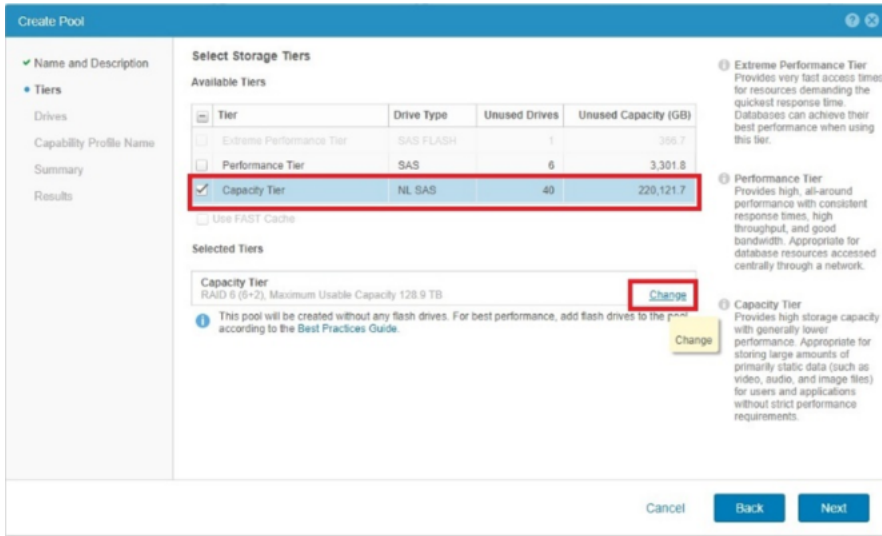 Create Pool
Name and Description
Tiers
Drives
Capability Profile Name
Summary
Results
Select Storage Tiers
Available Tiers
Tier Drive Type Unused Drives Unused Capacity (GB)
Extreme Performance Tier SAS FLASH 1 366.7
Performance Tier SAS 6 3,301.8
Capacity Tier NL SAS 40 220,121.7
Use FAST Cache
Selected Tiers
Capacity Tier
RAID 6 (6+2), Maximum Usable Capacity 128.9 TB
Change
This pool will be created without any flash drives. For best performance, add flash drives to the pool
according to the Best Practices Guide.
Change
Extreme Performance Tier
Provides very fast access times
for resources demanding the
quickest response time.
Databases can achieve their
best performance when using
this tier.
Performance Tier
Provides high, all-around
performance with consistent
response times, high
throughput, and good
bandwidth. Appropriate for
database resources accessed
centrally through a network.
Capacity Tier
Provides high storage capacity
with generally lower
performance. Appropriate for
storing large amounts of
primarily static data (such as
video, audio, and image files)
for users and applications
without strict performance
requirements.
Cancel
Back
Next